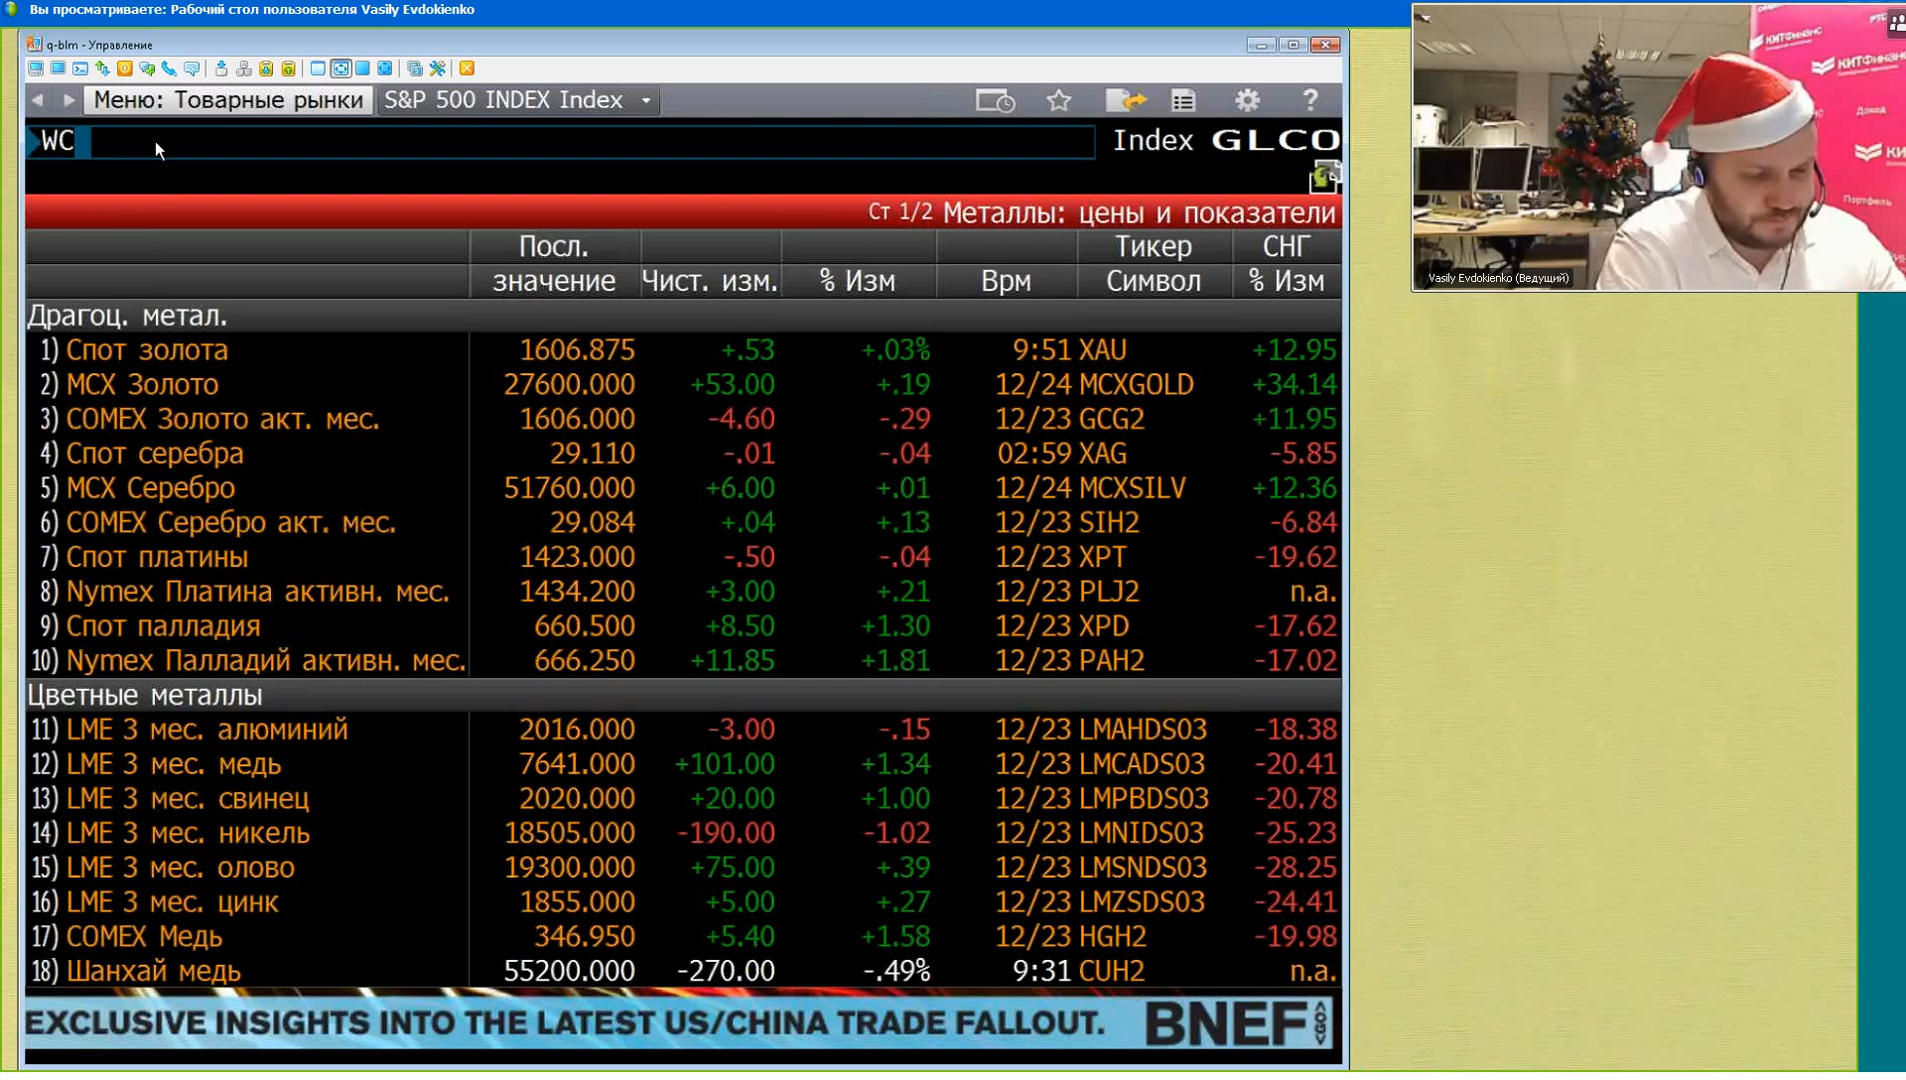 Вы просматриваете: Рабочий стол пользователя Vasily Evdokienko
q-blm - Управление
Меню: Товарные рынки S&P 500 INDEX Index
WC Index GLCO
Ст 1/2 Металлы: цены и показатели
Посл. Тикер СНГ
значение Чист. изм. % Изм Врм Символ % Изм
Драгоц. метал.
1) Спот золота 1606.875 +.53 +.03% 9:51 XAU +12.95
2) MCX Золото 27600.000 +53.00 +.19 12/24 MCXGOLD +34.14
3) COMEX Золото акт. мес. 1606.000 -4.60 -.29 12/23 GCG2 +11.95
4) Спот серебра 29.110 -.01 -.04 02:59 XAG -5.85
5) MCX Серебро 51760.000 +6.00 +.01 12/24 MCXSILV +12.36
6) COMEX Серебро акт. мес. 29.084 +.04 +.13 12/23 SIH2 -6.84
7) Спот платины 1423.000 -.50 -.04 12/23 XPT -19.62
8) Nymex Платина активн. мес. 1434.200 +3.00 +.21 12/23 PLJ2 n.a.
9) Спот палладия 660.500 +8.50 +1.30 12/23 XPD -17.62
10) Nymex Палладий активн. мес. 666.250 +11.85 +1.81 12/23 PAH2 -17.02
Цветные металлы
11) LME 3 мес. алюминий 2016.000 -3.00 -.15 12/23 LMAHDS03 -18.38
12) LME 3 мес. медь 7641.000 +101.00 +1.34 12/23 LMCADS03 -20.41
13) LME 3 мес. свинец 2020.000 +20.00 +1.00 12/23 LMPBDS03 -20.78
14) LME 3 мес. никель 18505.000 -190.00 -1.02 12/23 LMNIDS03 -25.23
15) LME 3 мес. олово 19300.000 +75.00 +.39 12/23 LMSNDS03 -28.25
16) LME 3 мес. цинк 1855.000 +5.00 +.27 12/23 LMZSDS03 -24.41
17) COMEX Медь 346.950 +5.40 +1.58 12/23 HGH2 -19.98
18) Шанхай медь 55200.000 -270.00 -.49% 9:31 CUH2 n.a.
EXCLUSIVE INSIGHTS INTO THE LATEST US/CHINA TRADE FALLOUT. BNEF <GO>
КИТФинанс
КИТФинанс
Доход
КИ
Портфель
Vasily Evdokienko (Ведущий)